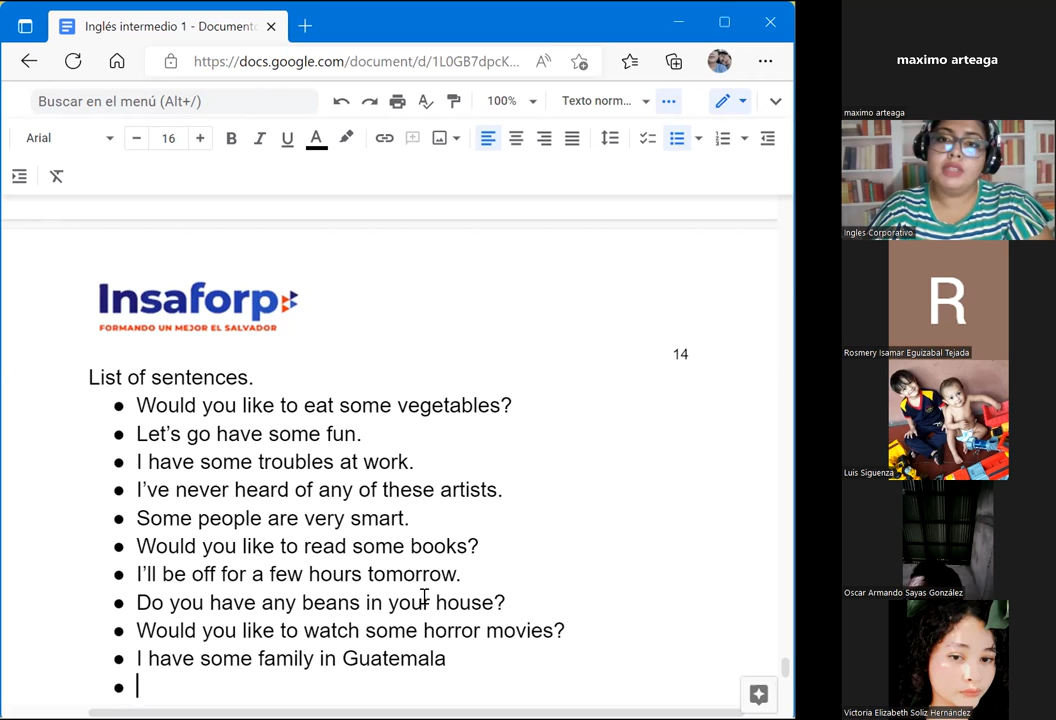 Inglés intermedio 1 - Documento
https://docs.google.com/document/d/1L0GB7dpcK...
Buscar en el menú (Alt+/)
100%
Texto norm...
Arial
16
Insaforp
FORMANDO UN MEJOR EL SALVADOR
14
List of sentences.
● Would you like to eat some vegetables?
● Let's go have some fun.
● I have some troubles at work.
● I've never heard of any of these artists.
● Some people are very smart.
● Would you like to read some books?
● I'll be off for a few hours tomorrow.
● Do you have any beans in your house?
● Would you like to watch some horror movies?
● I have some family in Guatemala
●
maximo arteaga
maximo arteaga
Ingles Corporativo
R
Rosmery Isamar Eguizabal Tejada
Luis Siguenza
Oscar Armando Sayas González
Victoria Elizabeth Soliz Hernández